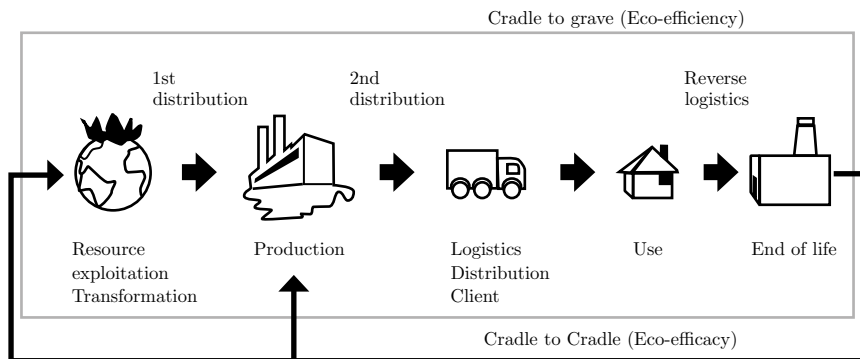 Cradle to grave (Eco-efficiency)
1st
distribution
2nd
distribution
Reverse
logistics
Resource
exploitation
Transformation
Production
Logistics
Distribution
Client
Use
End of life
Cradle to Cradle (Eco-efficacy)